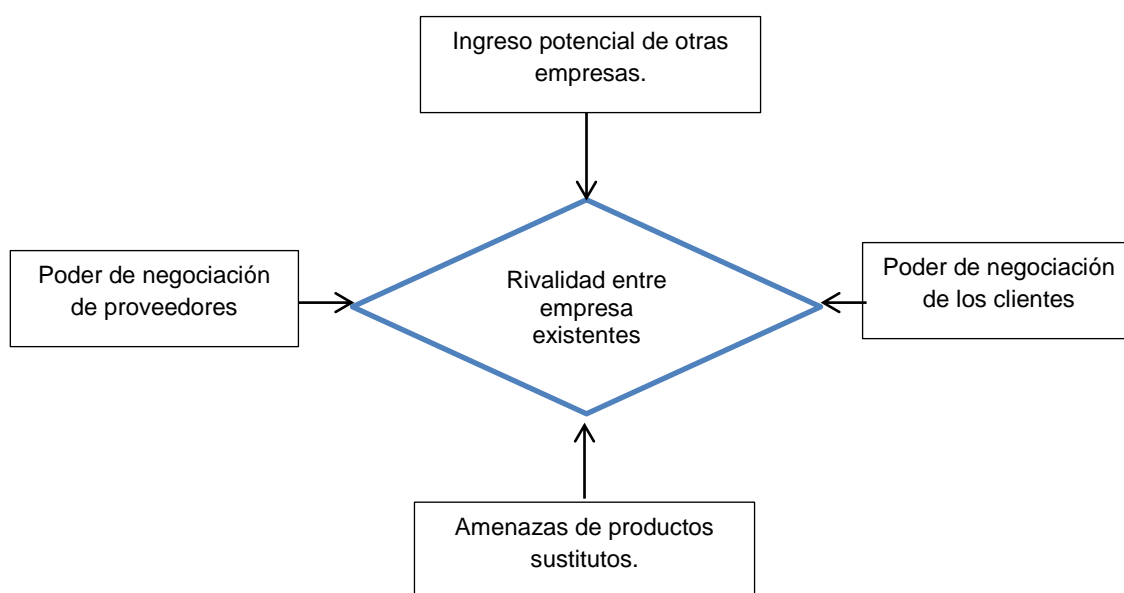 Ingreso potencial de otras
empresas.
Poder de negociación
de proveedores
Rivalidad entre
empresa
existentes
Poder de negociación
de los clientes
Amenazas de productos
sustitutos.